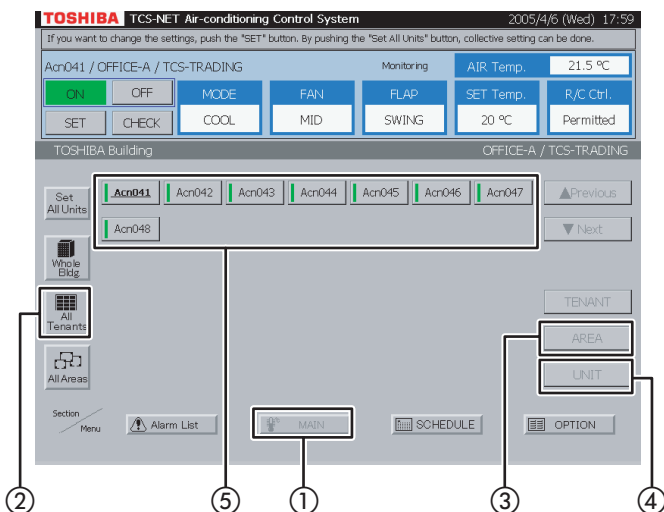 TOSHIBA TCS-NET Air-conditioning Control System 2005/4/6 (Wed) 17:59
If you want to change the settings, push the "SET" button. By pushing the "Set All Units" button, collective setting can be done.
Acn041 / OFFICE-A / TCS-TRADING Monitoring AIR Temp. 21.5 °C
ON OFF MODE FAN FLAP SET Temp. R/C Ctrl.
SET CHECK COOL MID SWING 20 °C Permitted
TOSHIBA Building OFFICE-A / TCS-TRADING
Set All Units
Acn041 Acn042 Acn043 Acn044 Acn045 Acn046 Acn047 ▲Previous
Acn048 ▼ Next
Whole Bldg.
All Tenants
TENANT
AREA
All Areas
UNIT
Section / Menu Alarm List MAIN SCHEDULE OPTION
② ⑤ ① ③ ④